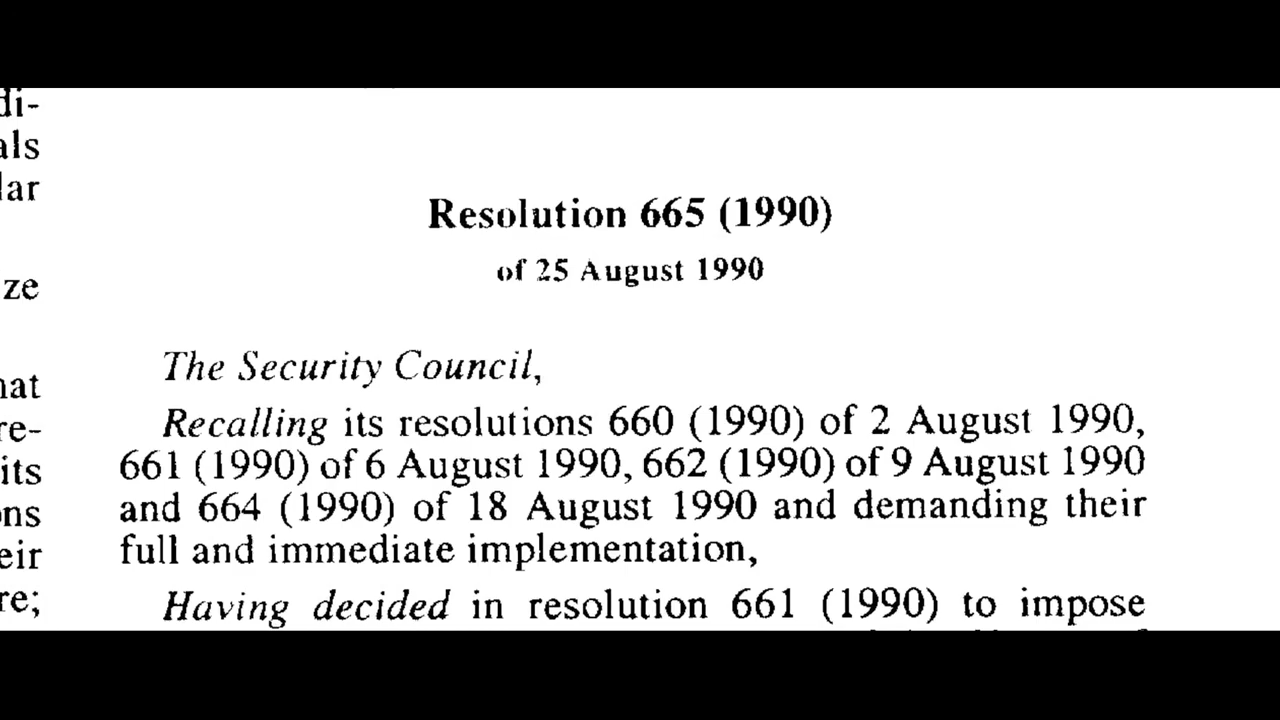 di-
als
lar
ze
hat
re-
its
ons
eir
re;
Resolution 665 (1990)
of 25 August 1990
The Security Council,
Recalling its resolutions 660 (1990) of 2 August 1990,
661 (1990) of 6 August 1990, 662 (1990) of 9 August 1990
and 664 (1990) of 18 August 1990 and demanding their
full and immediate implementation,
Having decided in resolution 661 (1990) to impose